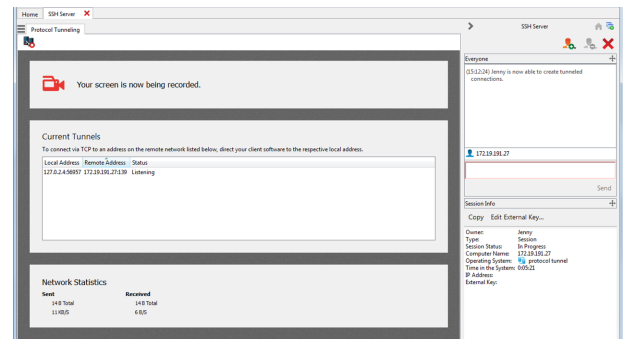 Home
SSH Server
Protocol Tunneling
Your screen is now being recorded.
Current Tunnels
To connect via TCP to an address on the remote network listed below, direct your client software to the respective local address.
Local Address Remote Address Status
127.0.2.4:56957 172.19.191.27:139 Listening
Network Statistics
Sent Received
14 B Total 14 B Total
11 KB/S 6 B/S
SSH Server
Everyone
(15:12:24) Jenny is now able to create tunneled
connections.
172.19.191.27
Send
Session Info
Copy Edit External Key...
Owner: Jenny
Type: Session
Session Status: In Progress
Computer Name: 172.19.191.27
Operating System: protocol tunnel
Time in the System: 0:05:21
IP Address:
External Key: